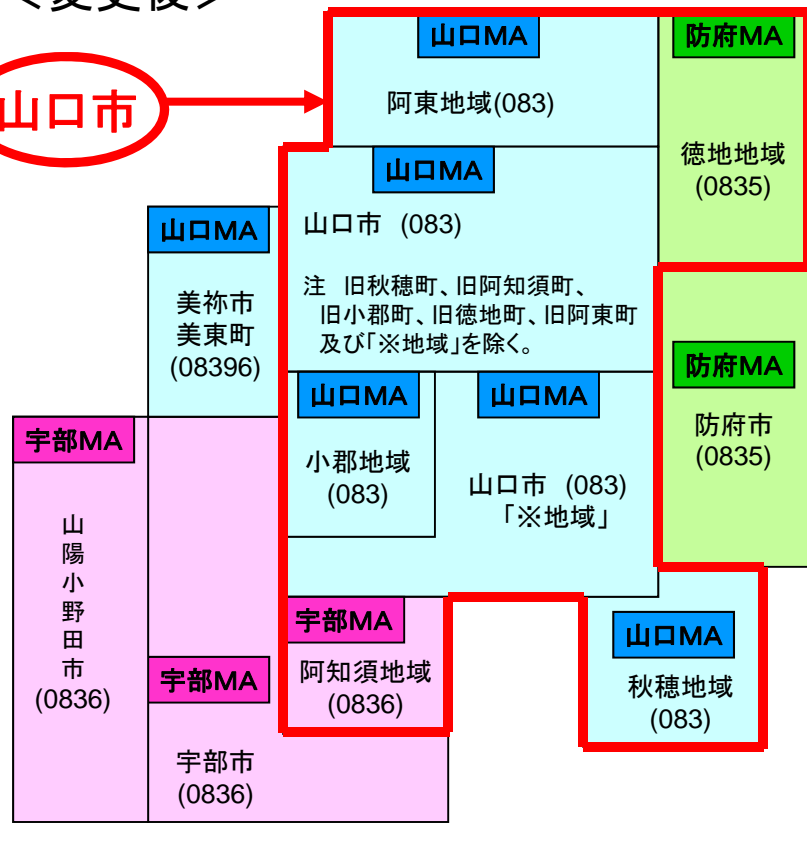 ＜変更後＞
山口市
山口MA
阿東地域(083)
防府MA
徳地地域
(0835)
山口MA
山口市 (083)
注 旧秋穂町、旧阿知須町、
旧小郡町、旧徳地町、旧阿東町
及び「※地域」を除く。
山口MA
美祢市
美東町
(08396)
防府MA
防府市
(0835)
山口MA
小郡地域
(083)
山口MA
山口市 (083)
「※地域」
宇部MA
山
陽
小
野
田
市
(0836)
宇部MA
宇部市
(0836)
宇部MA
阿知須地域
(0836)
山口MA
秋穂地域
(083)